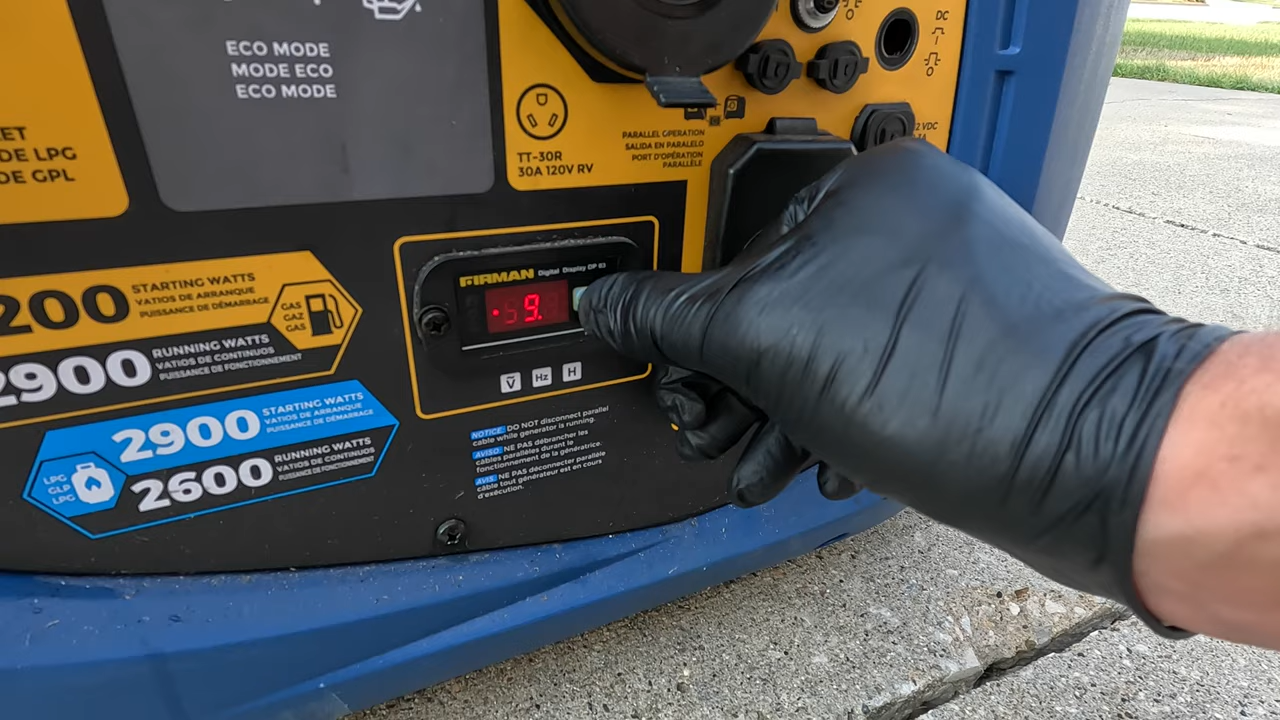 ECO MODE
MODE ECO
ECO MODE
DE LPG
DE GPL
TT-30R
30A 120V RV
PARALLEL OPERATION
SALIDA EN PARALELO
PORT D'OPÉRATION
PARALLÈLE
DC
VDC
200 STARTING WATTS
VATIOS DE ARRANQUE
PUISSANCE DE DÉMARRAGE
GAS
GAZ
GAS
2900 RUNNING WATTS
VATIOS DE CONTINUOS
PUISSANCE DE FONCTIONNEMENT
2900 STARTING WATTS
VATIOS DE ARRANQUE
PUISSANCE DE DÉMARRAGE
LPG
GLP
LPG
2600 RUNNING WATTS
VATIOS DE CONTINUOS
PUISSANCE DE FONCTIONNEMENT
FIRMAN Digital Display DP 03
9.
V Hz H
NOTICE: DO NOT disconnect parallel
cable while generator is running.
AVISO: NE PAS débrancher les
câbles parallèles durant le
fonctionnement de la génératrice.
AVIS: NE PAS déconnecter parallèle
câble tout générateur est en cours
d'exécution.